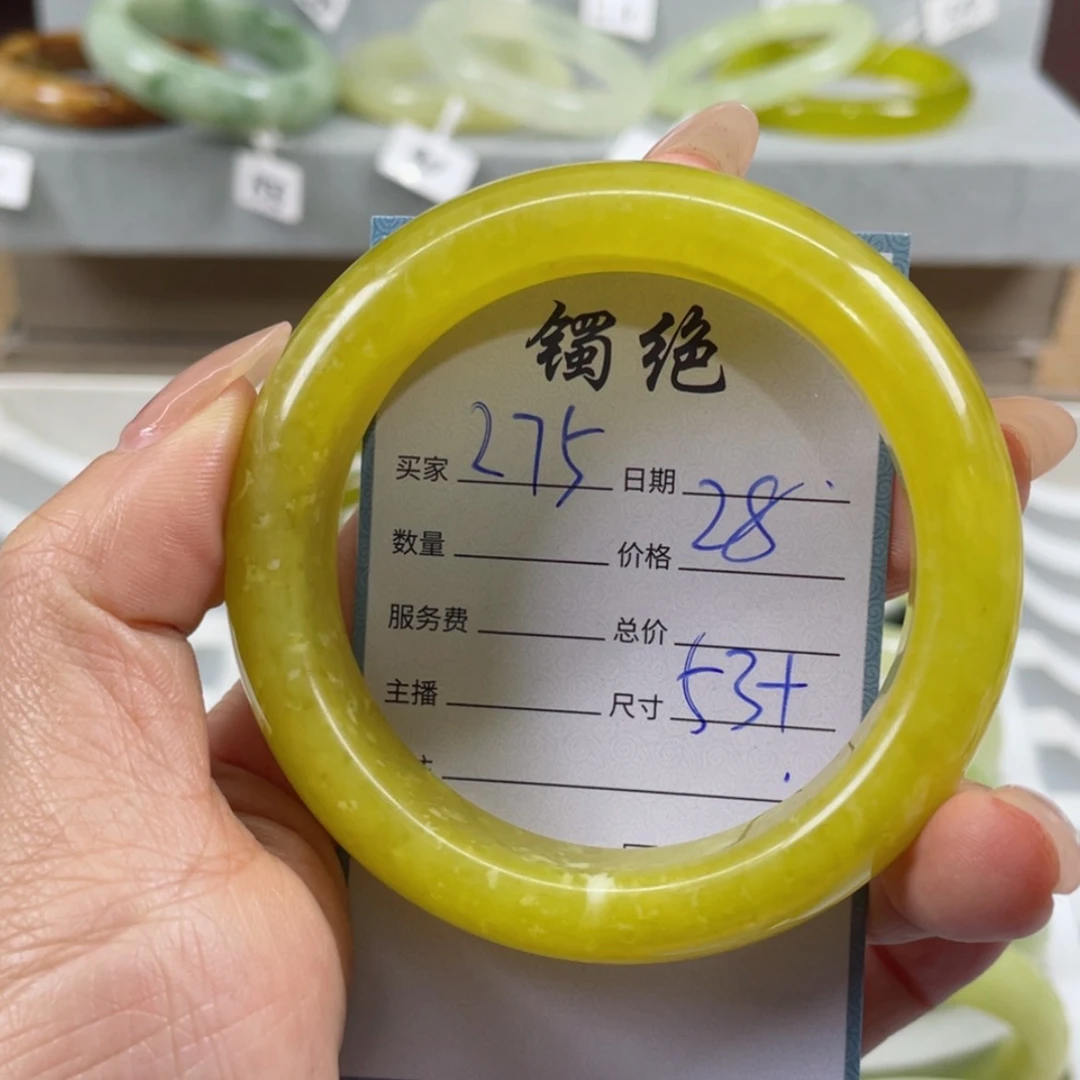 镯绝
买家 275 日期
数量 价格 28
服务费 总价
主播 尺寸 53+